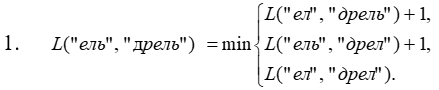 L("ел", "дрель") + 1,
1. L("ель", "дрель") = min { L("ель", "дрел") + 1,
L("ел", "дрел").